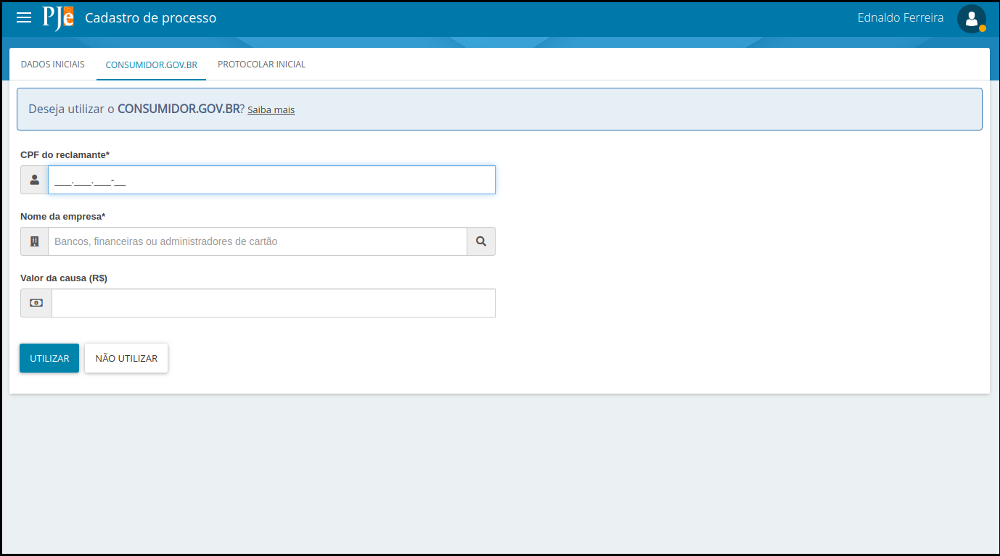 PJe Cadastro de processo Ednaldo Ferreira
DADOS INICIAIS CONSUMIDOR.GOV.BR PROTOCOLAR INICIAL
Deseja utilizar o CONSUMIDOR.GOV.BR? Saiba mais
CPF do reclamante*
___.___.___-__
Nome da empresa*
Bancos, financeiras ou administradores de cartão
Valor da causa (R$)
UTILIZAR NÃO UTILIZAR